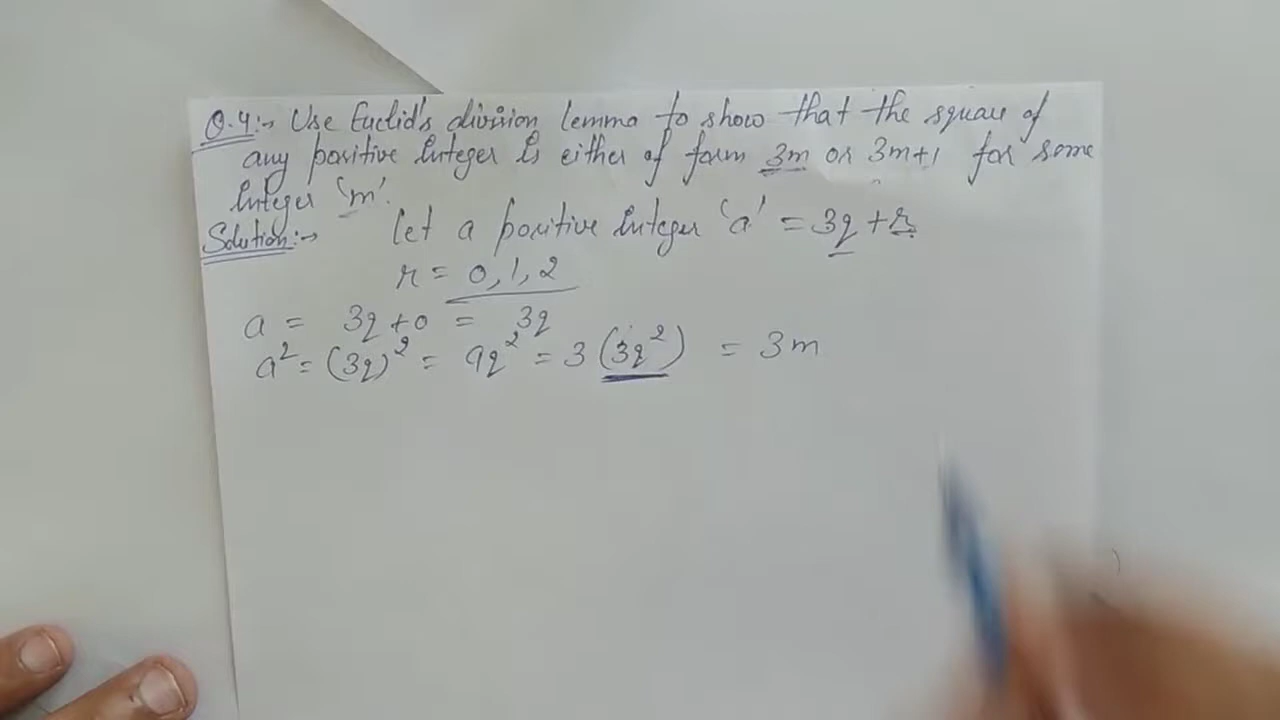 Q.4:→ Use Euclid's division lemma to show that the square of
any positive Integer is either of form 3m or 3m+1 for some
Integer 'm'.
Solution:→ let a positive Integer 'a' = 3q + r.
r = 0, 1, 2
a = 3q + 0 = 3q
a² = (3q)² = 9q² = 3 (3q²) = 3m